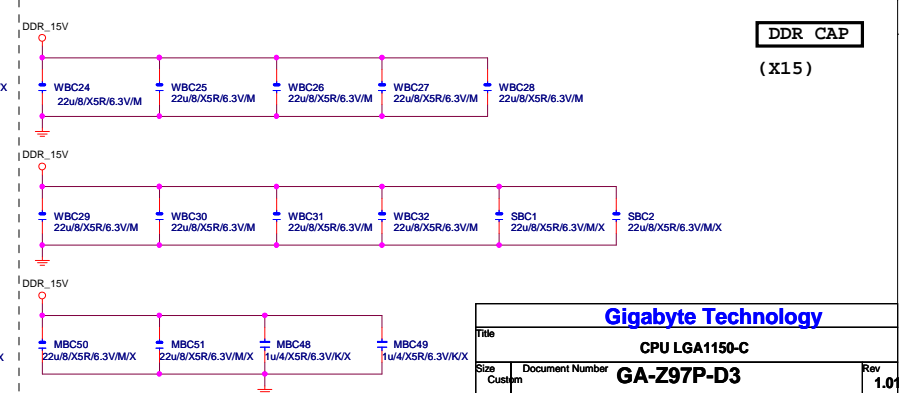 DDR_15V
DDR CAP
(X15)
X
WBC24
22u/8/X5R/6.3V/M
WBC25
22u/8/X5R/6.3V/M
WBC26
22u/8/X5R/6.3V/M
WBC27
22u/8/X5R/6.3V/M
WBC28
22u/8/X5R/6.3V/M
DDR_15V
WBC29
22u/8/X5R/6.3V/M
WBC30
22u/8/X5R/6.3V/M
WBC31
22u/8/X5R/6.3V/M
WBC32
22u/8/X5R/6.3V/M
SBC1
22u/8/X5R/6.3V/M/X
SBC2
22u/8/X5R/6.3V/M/X
DDR_15V
X
MBC50
22u/8/X5R/6.3V/M/X
MBC51
22u/8/X5R/6.3V/M/X
MBC48
1u/4/X5R/6.3V/K/X
MBC49
1u/4/X5R/6.3V/K/X
Gigabyte Technology
Title
CPU LGA1150-C
Size
Custom
Document Number
GA-Z97P-D3
Rev
1.01